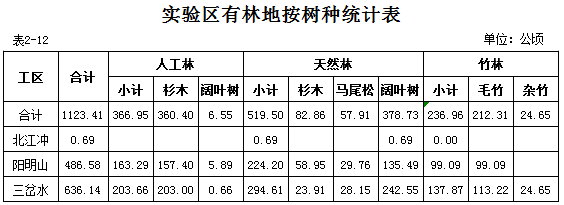 实验区有林地按树种统计表
表2-12 单位：公顷
工区 合计 人工林 天然林 竹林
小计 杉木 阔叶树 小计 杉木 马尾松 阔叶树 小计 毛竹 杂竹
合计 1123.41 366.95 360.40 6.55 519.50 82.86 57.91 378.73 236.96 212.31 24.65
北江冲 0.69 0.69 0.69 0.00
阳明山 486.58 163.29 157.40 5.89 224.20 58.95 29.76 135.49 99.09 99.09
三岔水 636.14 203.66 203.00 0.66 294.61 23.91 28.15 242.55 137.87 113.22 24.65